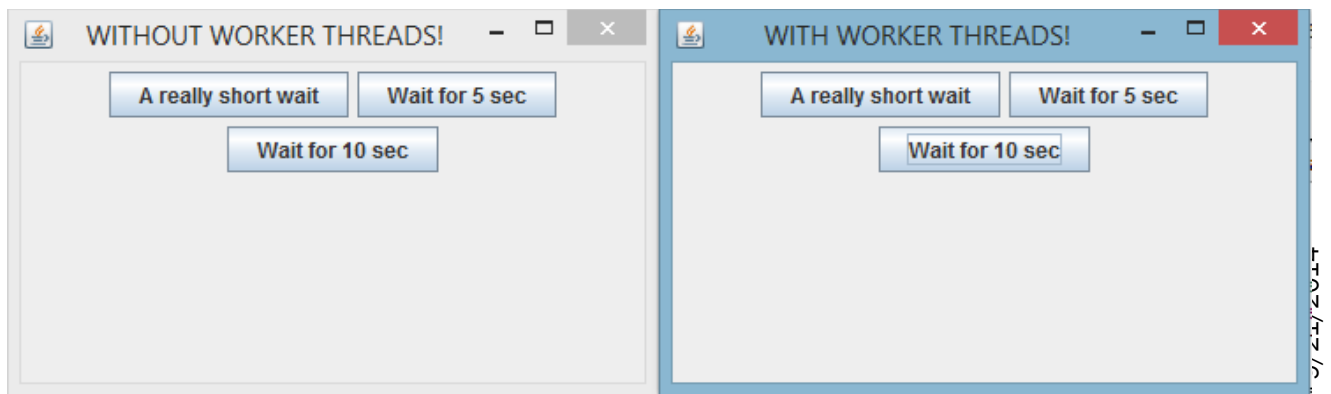 WITHOUT WORKER THREADS!
A really short wait
Wait for 5 sec
Wait for 10 sec
WITH WORKER THREADS!
A really short wait
Wait for 5 sec
Wait for 10 sec